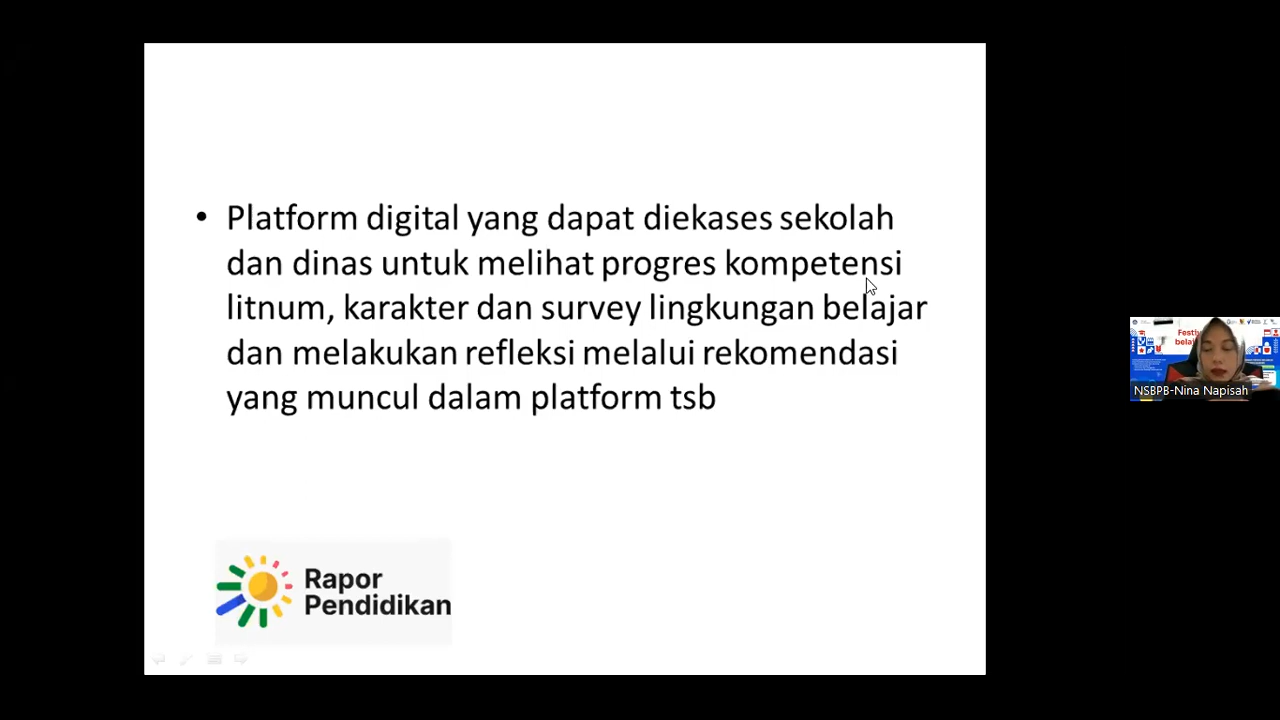 • Platform digital yang dapat diekases sekolah
dan dinas untuk melihat progres kompetensi
litnum, karakter dan survey lingkungan belajar
dan melakukan refleksi melalui rekomendasi
yang muncul dalam platform tsb
Rapor
Pendidikan
NSBPB-Nina Napisah